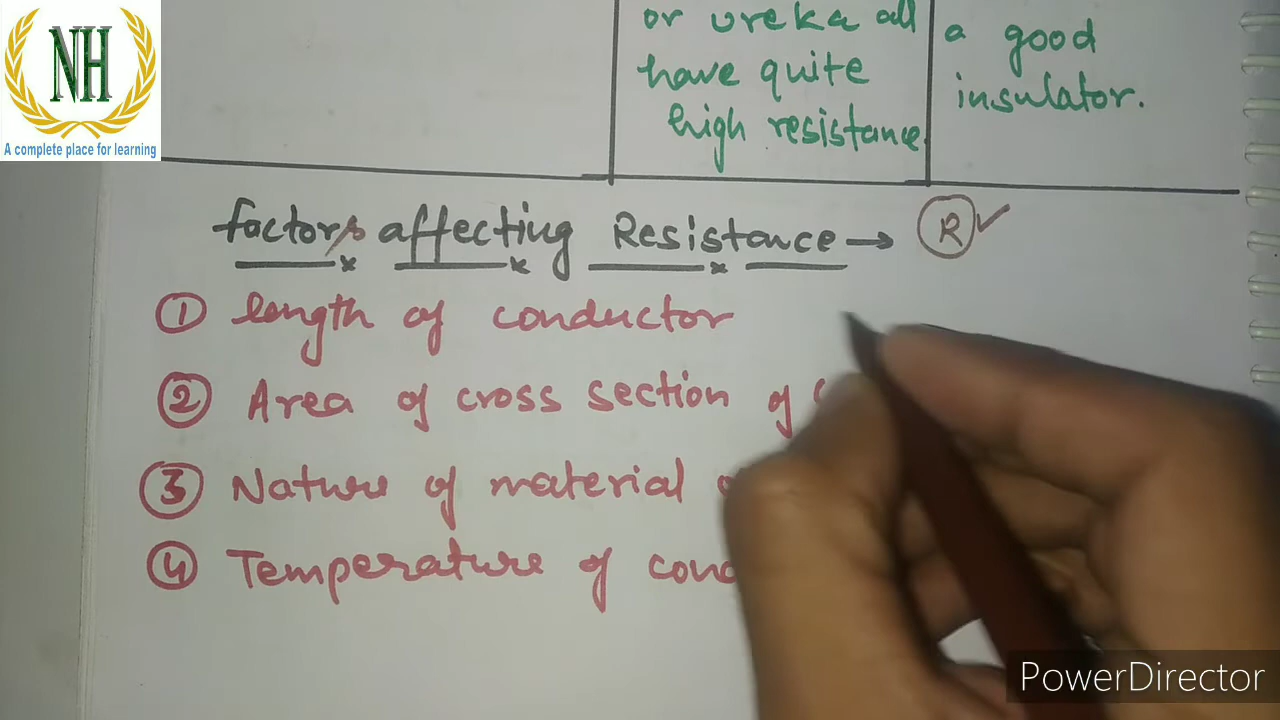 NH
A complete place for learning
or ureka all
have quite
high resistance.
a good
insulator.
factors affecting Resistance → R ✓
① length of conductor
② Area of cross section of
③ Nature of material
④ Temperature of
PowerDirector